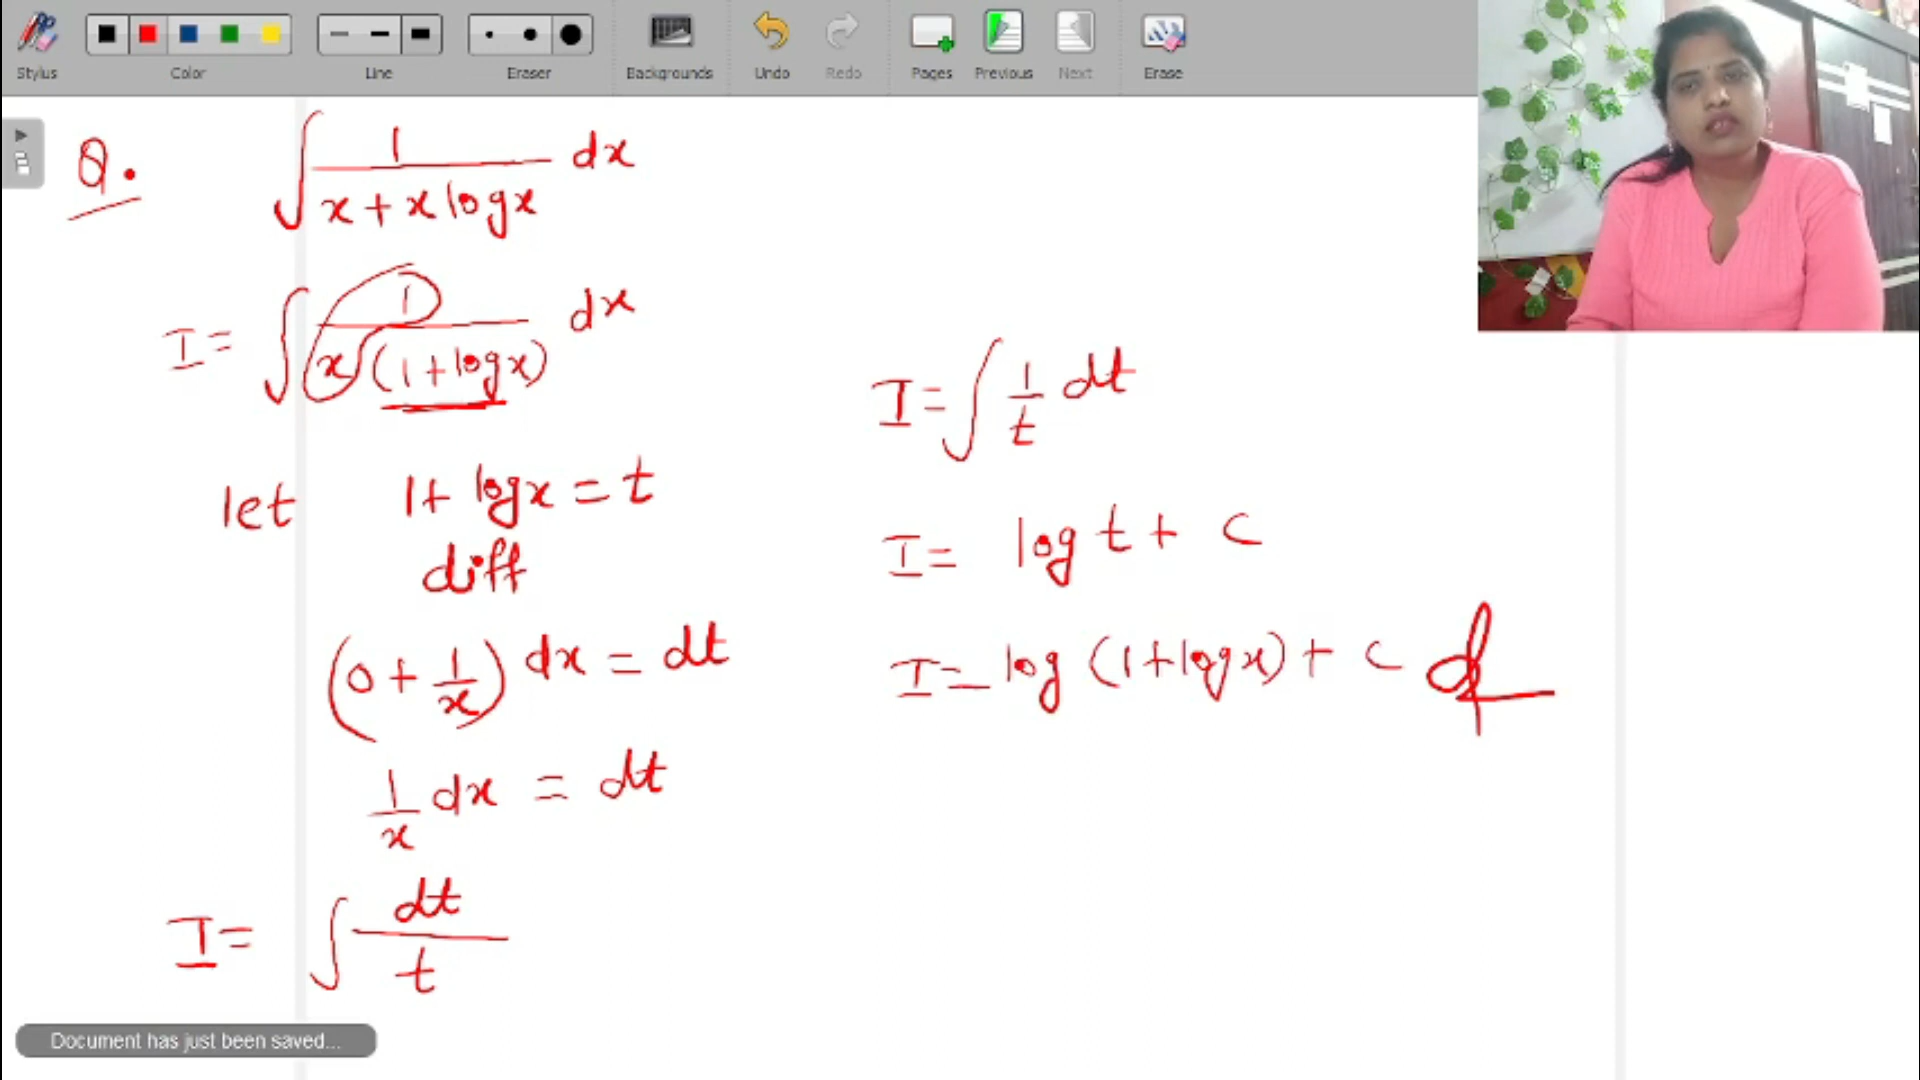 Stylus Color Line Eraser Backgrounds Undo Redo Pages Previous Next Erase
Q. ∫ 1/(x + x log x) dx
I = ∫ 1/(x (1 + log x)) dx
let 1 + log x = t
diff
(0 + 1/x) dx = dt
1/x dx = dt
I = ∫ dt/t
I = ∫ 1/t dt
I = log t + c
I = log (1 + log x) + c
Document has just been saved...